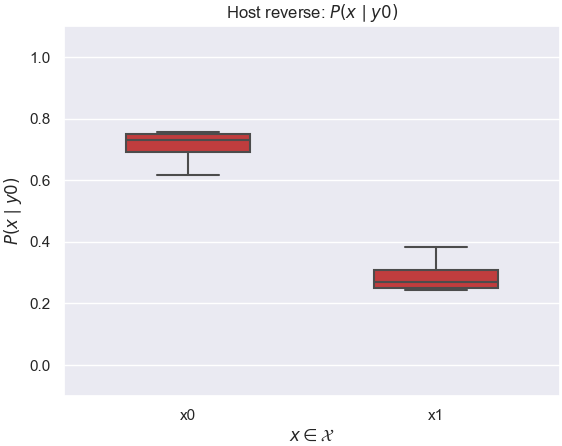 Host reverse: P(x | y0)
P(x | y0)
1.0
0.8
0.6
0.4
0.2
0.0
x0 x1
x ∈ 𝒳